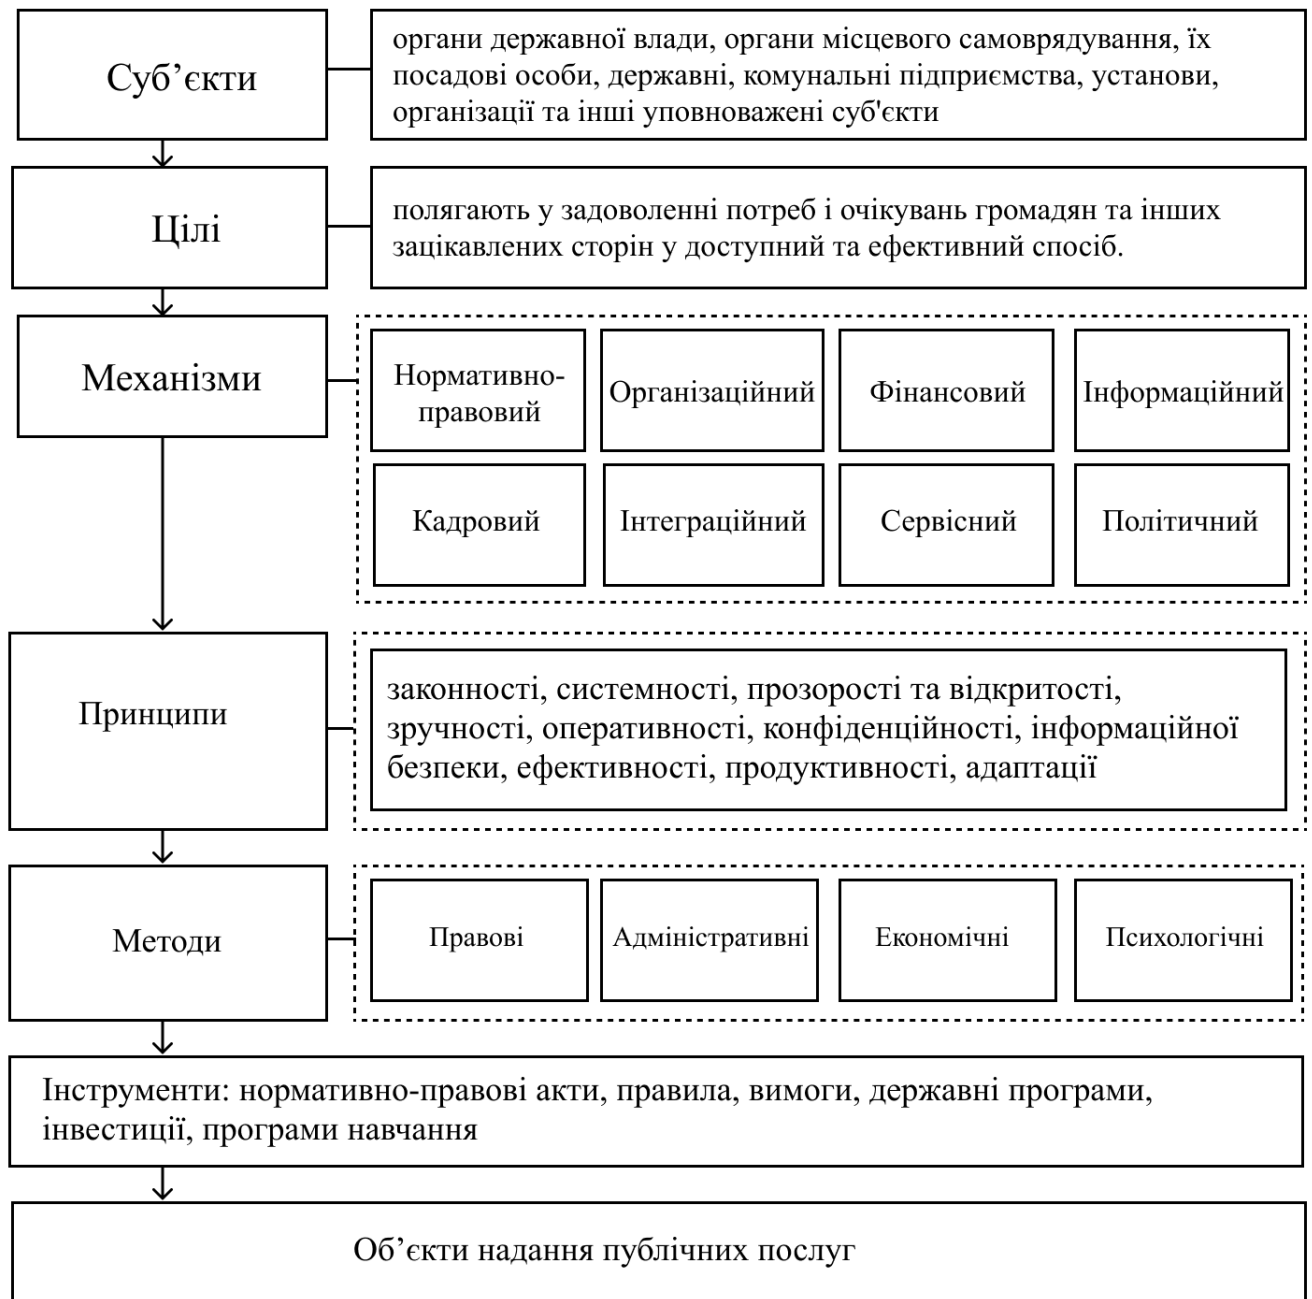 Суб’єкти
органи державної влади, органи місцевого самоврядування, їх
посадові особи, державні, комунальні підприємства, установи,
організації та інші уповноважені суб'єкти
Цілі
полягають у задоволенні потреб і очікувань громадян та інших
зацікавлених сторін у доступний та ефективний спосіб.
Механізми
Нормативно-
правовий
Організаційний
Фінансовий
Інформаційний
Кадровий
Інтеграційний
Сервісний
Політичний
Принципи
законності, системності, прозорості та відкритості,
зручності, оперативності, конфіденційності, інформаційної
безпеки, ефективності, продуктивності, адаптації
Методи
Правові
Адміністративні
Економічні
Психологічні
Інструменти: нормативно-правові акти, правила, вимоги, державні програми,
інвестиції, програми навчання
Об’єкти надання публічних послуг